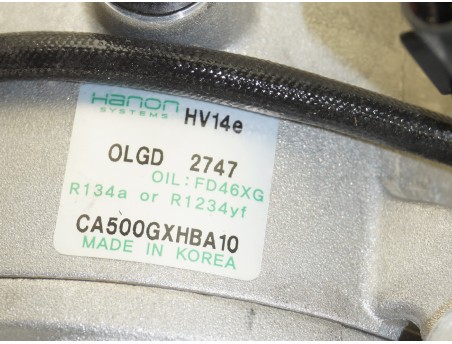 Hanon
SYSTEMS HV14e
OLGD 2747
OIL:FD46XG
R134a or R1234yf
CA500GXHBA10
MADE IN KOREA